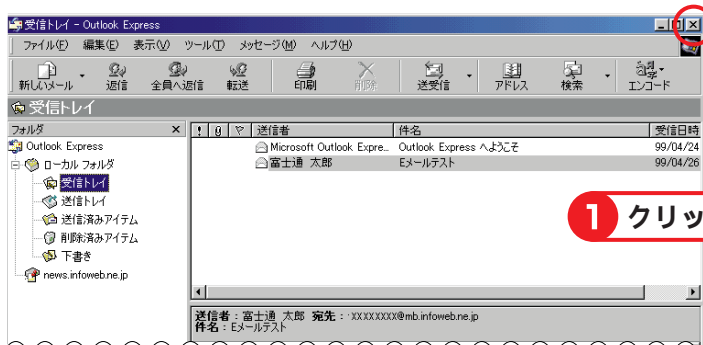 受信トレイ - Outlook Express
ファイル(F) 編集(E) 表示(V) ツール(T) メッセージ(M) ヘルプ(H)
新しいメール 返信 全員へ返信 転送 印刷 削除 送受信 アドレス 検索 エンコード
受信トレイ
フォルダ × ! 送信者 件名 受信日時
Outlook Express Microsoft Outlook Expre... Outlook Express へようこそ 99/04/24
ローカル フォルダ 富士通 太郎 Eメールテスト 99/04/26
受信トレイ
送信トレイ
1 クリッ
送信済みアイテム
削除済みアイテム
下書き
news.infoweb.ne.jp
送信者:富士通 太郎 宛先:XXXXXXXX@mb.infoweb.ne.jp
件名:Eメールテスト